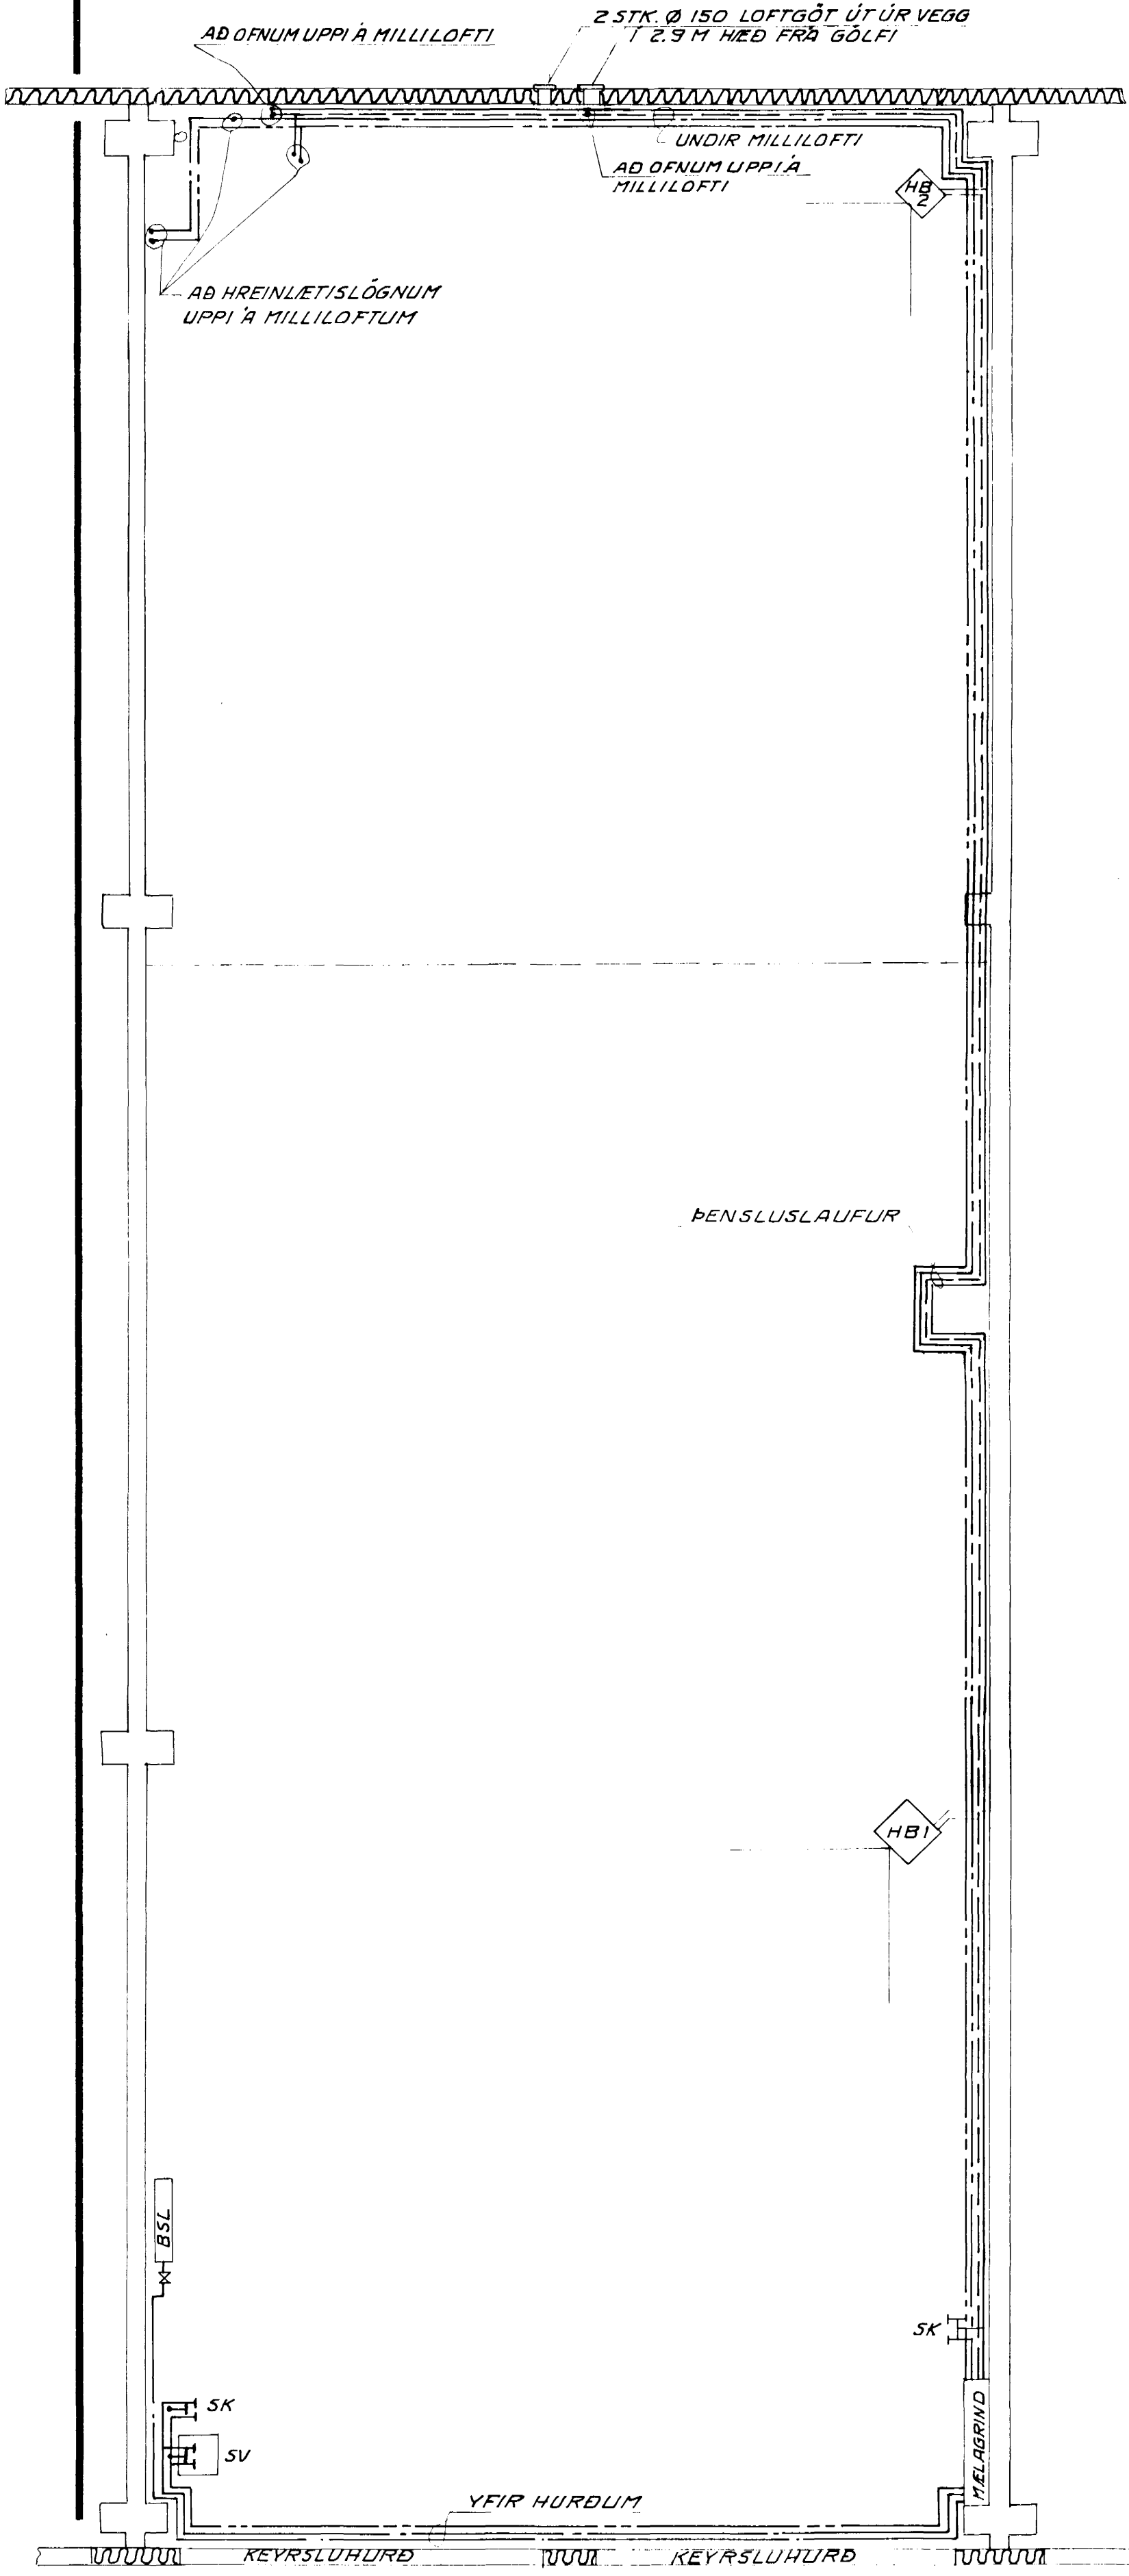 2 STK. Ø 150 LOFTGÖT ÚT ÚR VEGG
Í 2.9 M HÆÐ FRÁ GÓLFI
AÐ OFNUM UPPI Á MILLILOFTI
UNDIR MILLILOFTI
AÐ OFNUM UPPI Á
MILLILOFTI
HB
2
AÐ HREINLÆTISLÖGNUM
UPPI Á MILLILOFTUM
ÞENSLUSLAUFUR
HB1
BSL
SK
SK
SV
MÆLAGRIND
YFIR HURÐUM
KEYRSLUHURÐ
KEYRSLUHURÐ